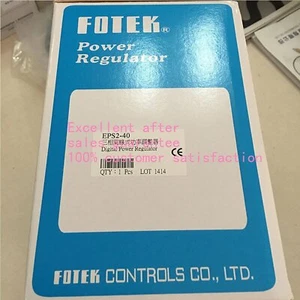 FOTEK®
Power
Regulator
Excellent after
EPS2-40
Digital Power Regulator
100% customer satisfaction
QTY : 1 Pcs LOT 1414
CE
FOTEK CONTROLS CO., LTD.